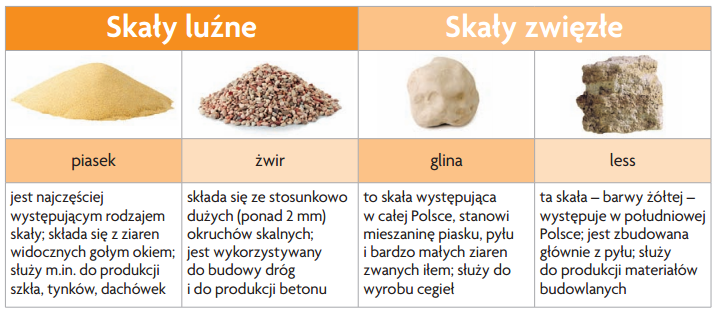 Skały luźne
Skały zwięzłe
piasek
żwir
glina
less
jest najczęściej
występującym rodzajem
skały; składa się z ziaren
widocznych gołym okiem;
służy m.in. do produkcji
szkła, tynków, dachówek
składa się ze stosunkowo
dużych (ponad 2 mm)
okruchów skalnych;
jest wykorzystywany
do budowy dróg
i do produkcji betonu
to skała występująca
w całej Polsce, stanowi
mieszaninę piasku, pyłu
i bardzo małych ziaren
zwanych iłem; służy do
wyrobu cegieł
ta skała – barwy żółtej –
występuje w południowej
Polsce; jest zbudowana
głównie z pyłu; służy
do produkcji materiałów
budowlanych